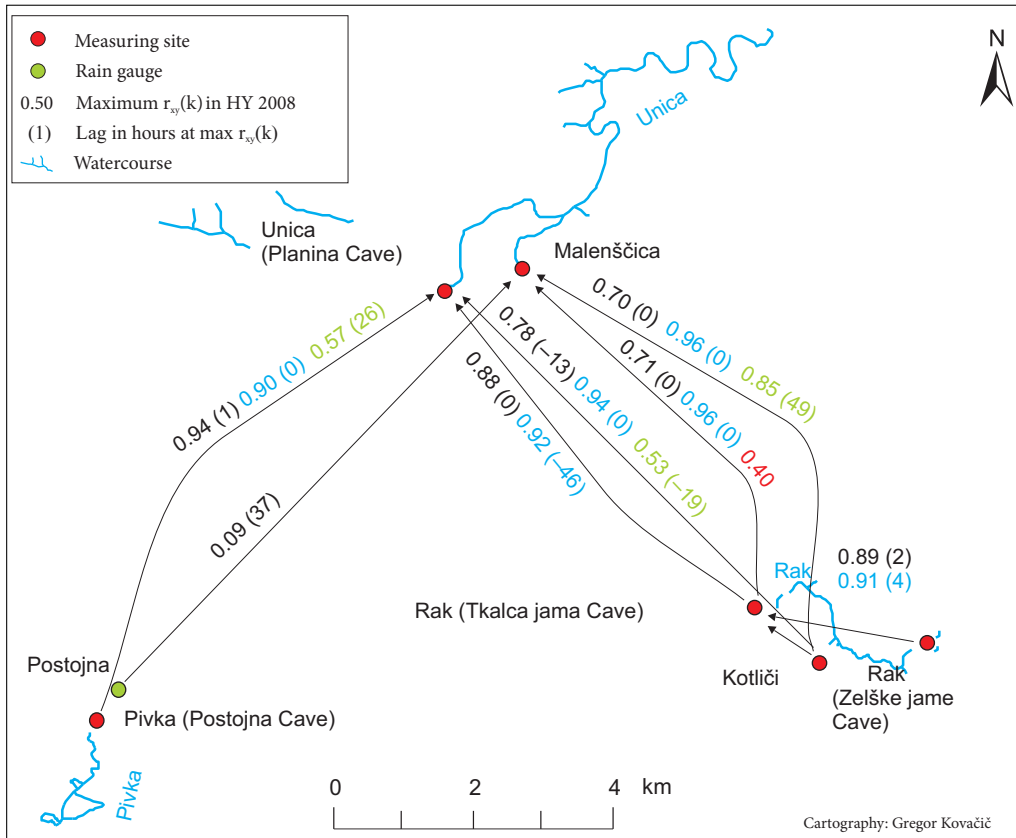 Measuring site
Rain gauge
0.50 Maximum r_xy(k) in HY 2008
(1) Lag in hours at max r_xy(k)
Watercourse
N
Unica
Unica
(Planina Cave)
Malenščica
0.70 (0) 0.96 (0) 0.85 (49)
0.71 (0) 0.96 (0) 0.40
0.78 (–13) 0.94 (0) 0.53 (–19)
0.88 (0) 0.92 (–46)
0.94 (1) 0.90 (0) 0.57 (26)
0.09 (37)
0.89 (2)
0.91 (4)
Rak
Rak (Tkalca jama Cave)
Kotliči
Rak
(Zelške jame
Cave)
Postojna
Pivka (Postojna Cave)
Pivka
0 2 4 km
Cartography: Gregor Kovačič